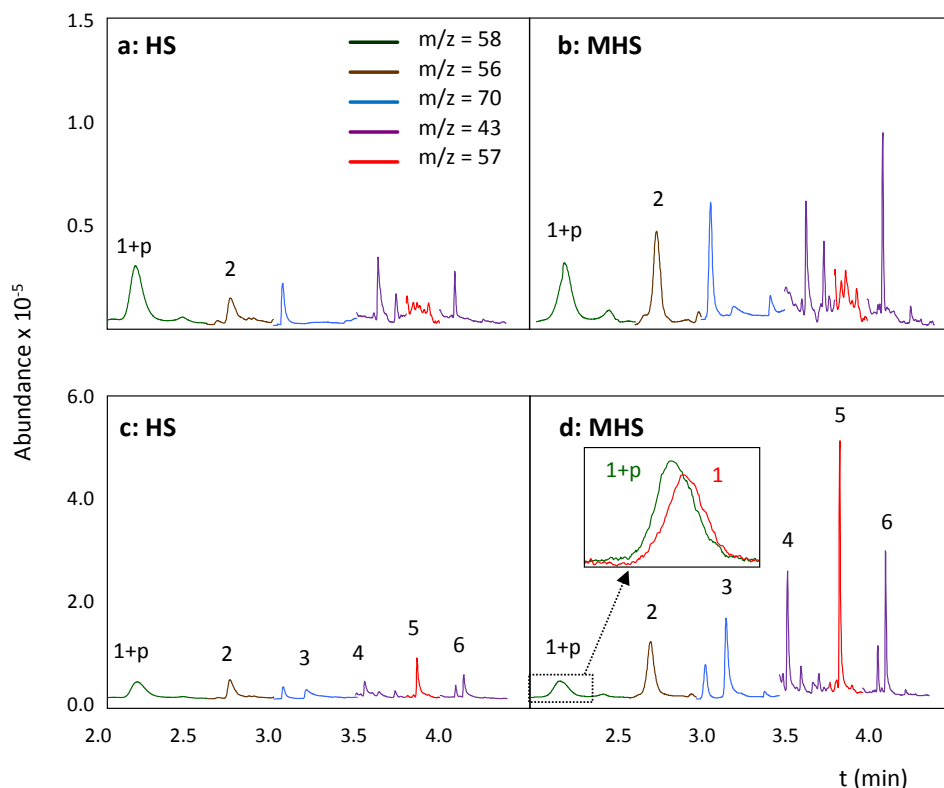 1.5
1.0
0.5
a: HS
m/z = 58
m/z = 56
m/z = 70
m/z = 43
m/z = 57
1+p
2
b: MHS
1+p
2
Abundance x 10-5
6.0
4.0
2.0
0.0
c: HS
1+p
2
3
4
5
6
2.0
2.5
3.0
3.5
4.0
d: MHS
1+p
1
1+p
2
3
4
5
6
2.5
3.0
3.5
4.0
t (min)